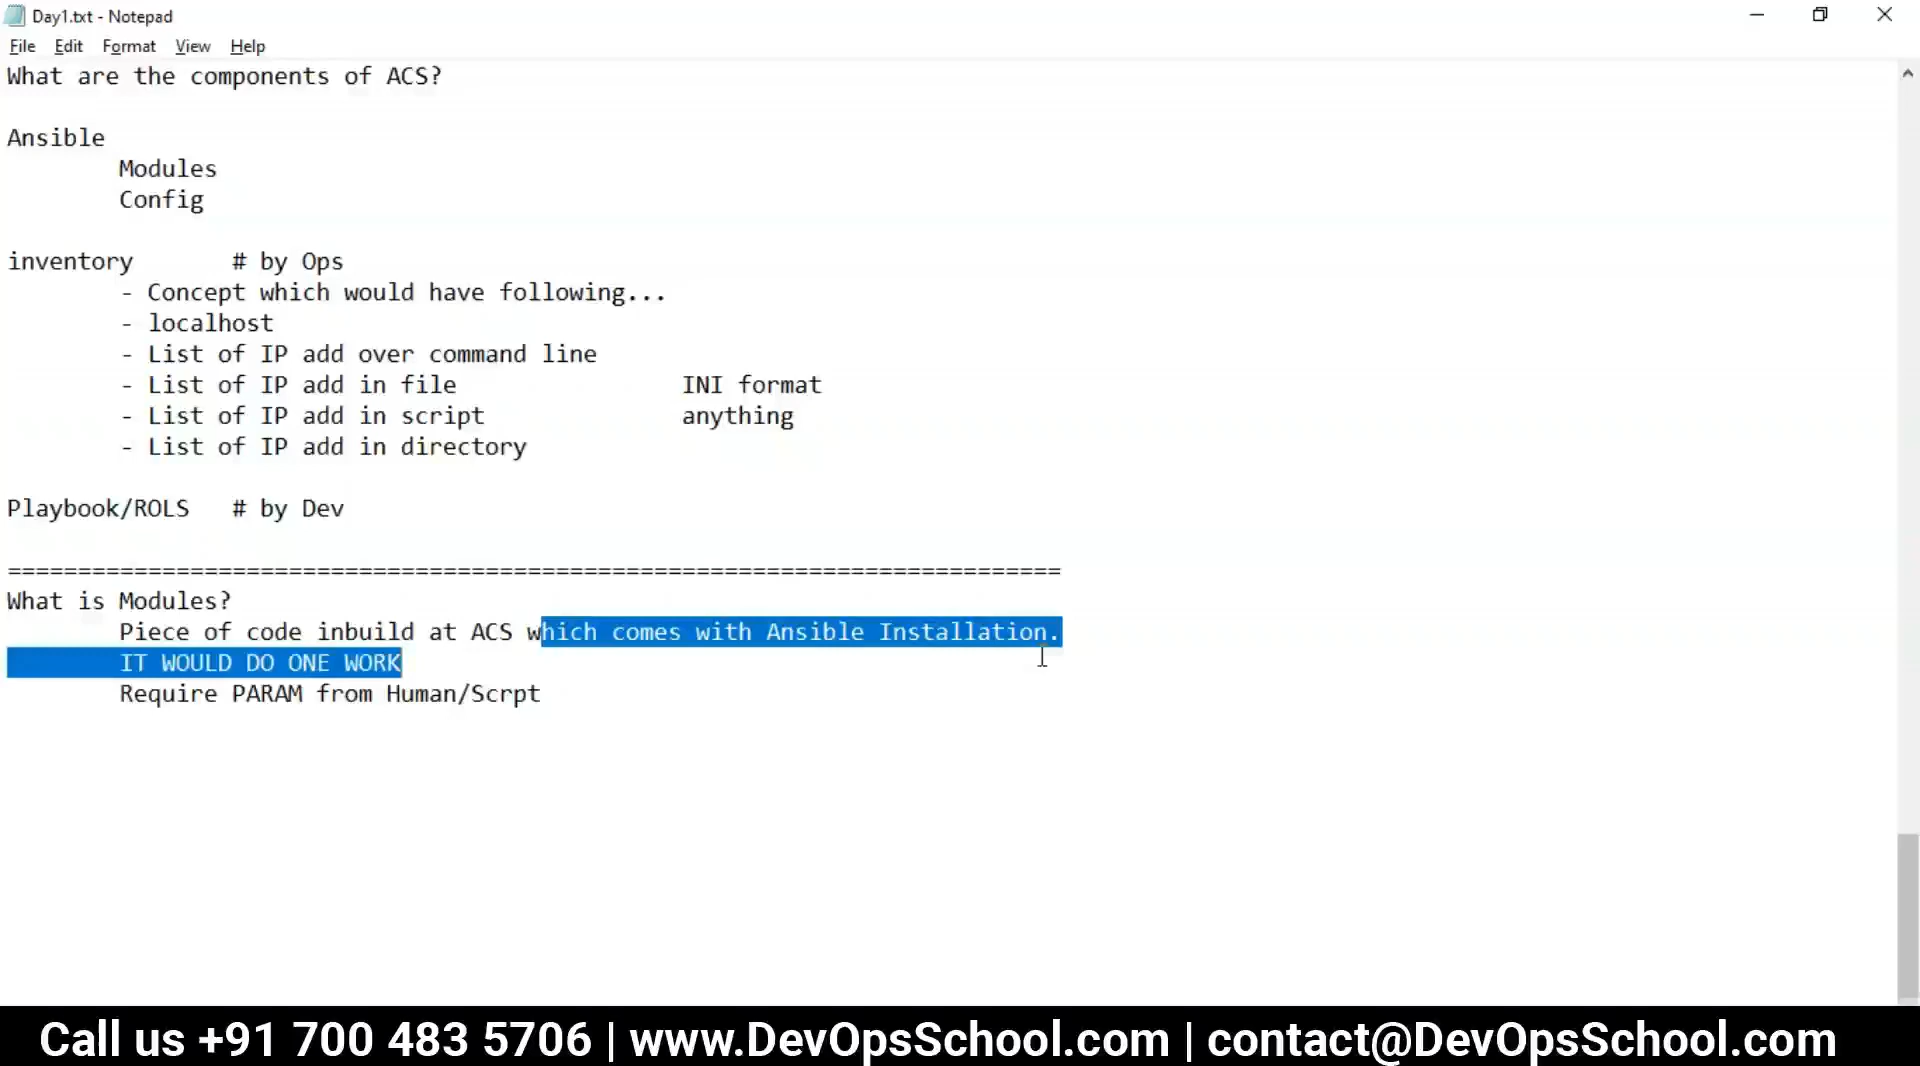 Day1.txt - Notepad
File Edit Format View Help
What are the components of ACS?
Ansible
Modules
Config
inventory # by Ops
- Concept which would have following...
- localhost
- List of IP add over command line
- List of IP add in file INI format
- List of IP add in script anything
- List of IP add in directory
Playbook/ROLS # by Dev
===========================================================================
What is Modules?
Piece of code inbuild at ACS which comes with Ansible Installation.
IT WOULD DO ONE WORK
Require PARAM from Human/Scrpt
Call us +91 700 483 5706 | www.DevOpsSchool.com | contact@DevOpsSchool.com